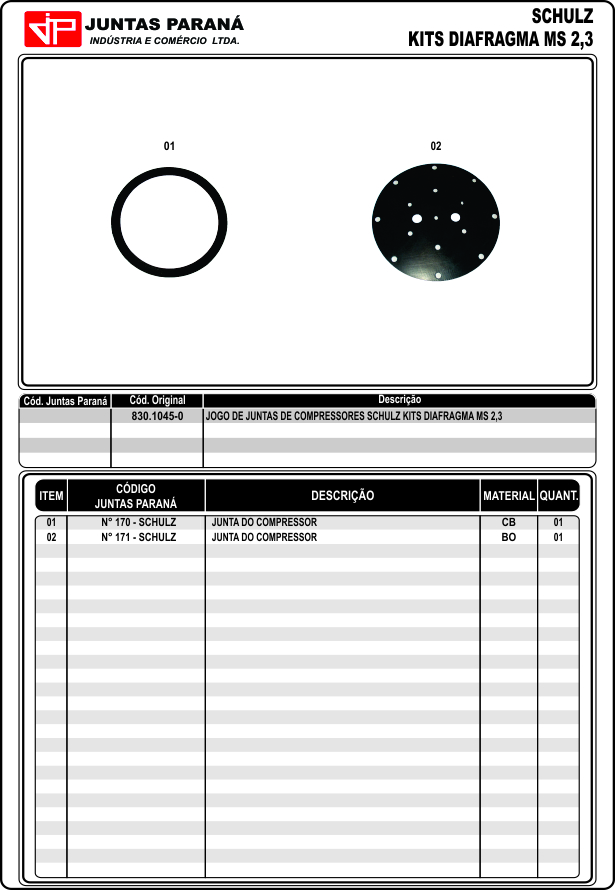 JP JUNTAS PARANÁ
INDÚSTRIA E COMÉRCIO LTDA.
SCHULZ
KITS DIAFRAGMA MS 2,3
01 02
Cód. Juntas Paraná Cód. Original Descrição
830.1045-0 JOGO DE JUNTAS DE COMPRESSORES SCHULZ KITS DIAFRAGMA MS 2,3
ITEM CÓDIGO JUNTAS PARANÁ DESCRIÇÃO MATERIAL QUANT.
01 N° 170 - SCHULZ JUNTA DO COMPRESSOR CB 01
02 N° 171 - SCHULZ JUNTA DO COMPRESSOR BO 01